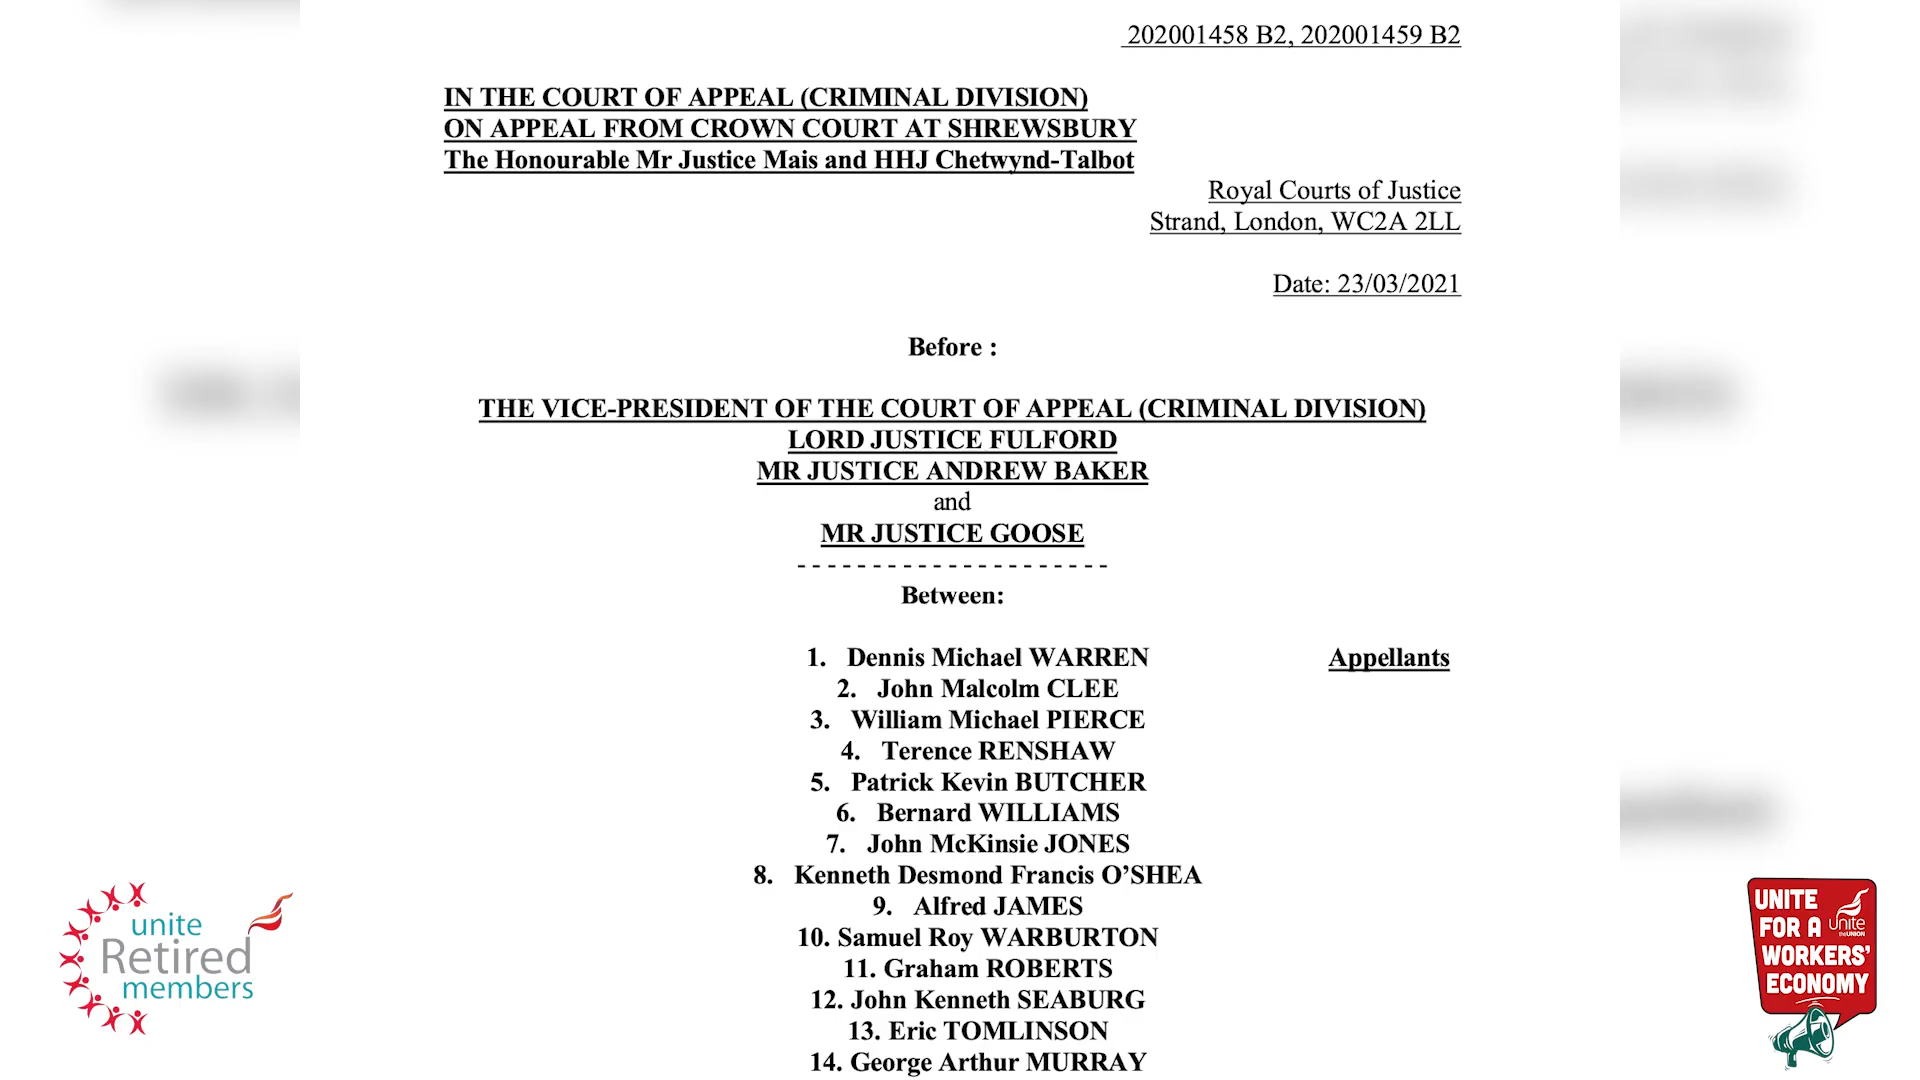 202001458 B2, 202001459 B2
IN THE COURT OF APPEAL (CRIMINAL DIVISION)
ON APPEAL FROM CROWN COURT AT SHREWSBURY
The Honourable Mr Justice Mais and HHJ Chetwynd-Talbot
Royal Courts of Justice
Strand, London, WC2A 2LL
Date: 23/03/2021
Before :
THE VICE-PRESIDENT OF THE COURT OF APPEAL (CRIMINAL DIVISION)
LORD JUSTICE FULFORD
MR JUSTICE ANDREW BAKER
and
MR JUSTICE GOOSE
- - - - - - - - - - - - - - - - - - - - -
Between:
1. Dennis Michael WARREN Appellants
2. John Malcolm CLEE
3. William Michael PIERCE
4. Terence RENSHAW
5. Patrick Kevin BUTCHER
6. Bernard WILLIAMS
7. John McKinsie JONES
8. Kenneth Desmond Francis O’SHEA
9. Alfred JAMES
10. Samuel Roy WARBURTON
11. Graham ROBERTS
12. John Kenneth SEABURG
13. Eric TOMLINSON
14. George Arthur MURRAY
unite
Retired
members
UNITE
FOR A
WORKERS’
ECONOMY
unite
the UNION